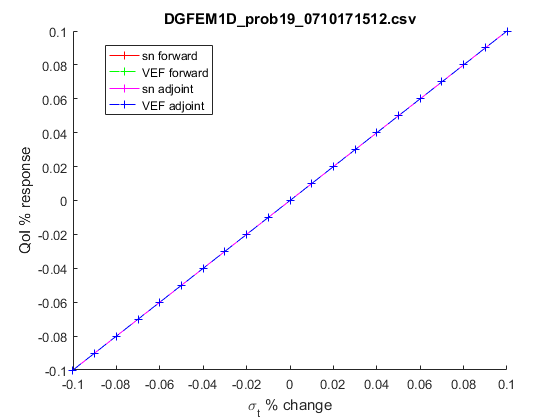 DGFEM1D_prob19_0710171512.csv
0.1
0.08
0.06
0.04
0.02
0
-0.02
-0.04
-0.06
-0.08
-0.1
QoI % response
sn forward
VEF forward
sn adjoint
VEF adjoint
-0.1 -0.08 -0.06 -0.04 -0.02 0 0.02 0.04 0.06 0.08 0.1
σt % change